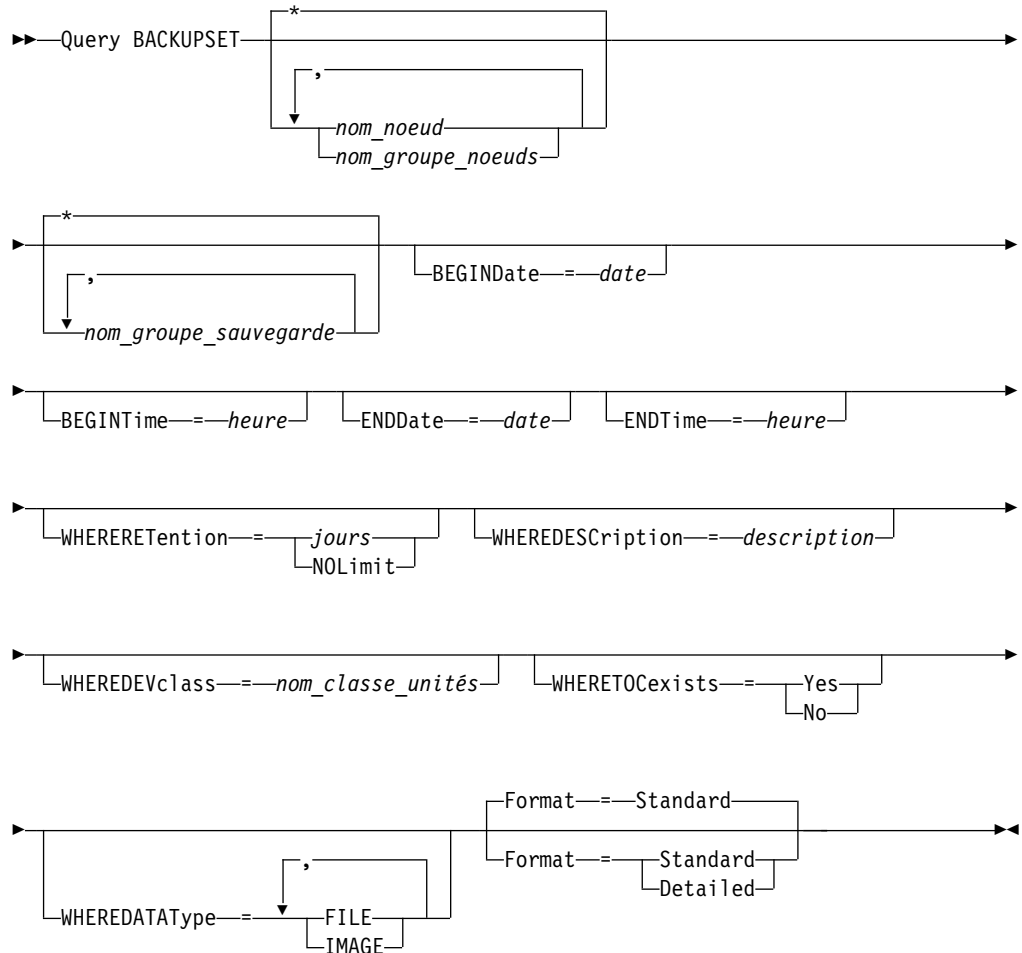 *
Query BACKUPSET
,
nom_noeud
nom_groupe_noeuds
*
BEGINDate = date
,
nom_groupe_sauvegarde
BEGINTime = heure ENDDate = date ENDTime = heure
WHERERETention = jours WHEREDESCription = description
NOLimit
WHEREDEVclass = nom_classe_unités WHERETOCexists = Yes
No
Format = Standard
,
Format = Standard
Detailed
WHEREDATAType = FILE
IMAGE